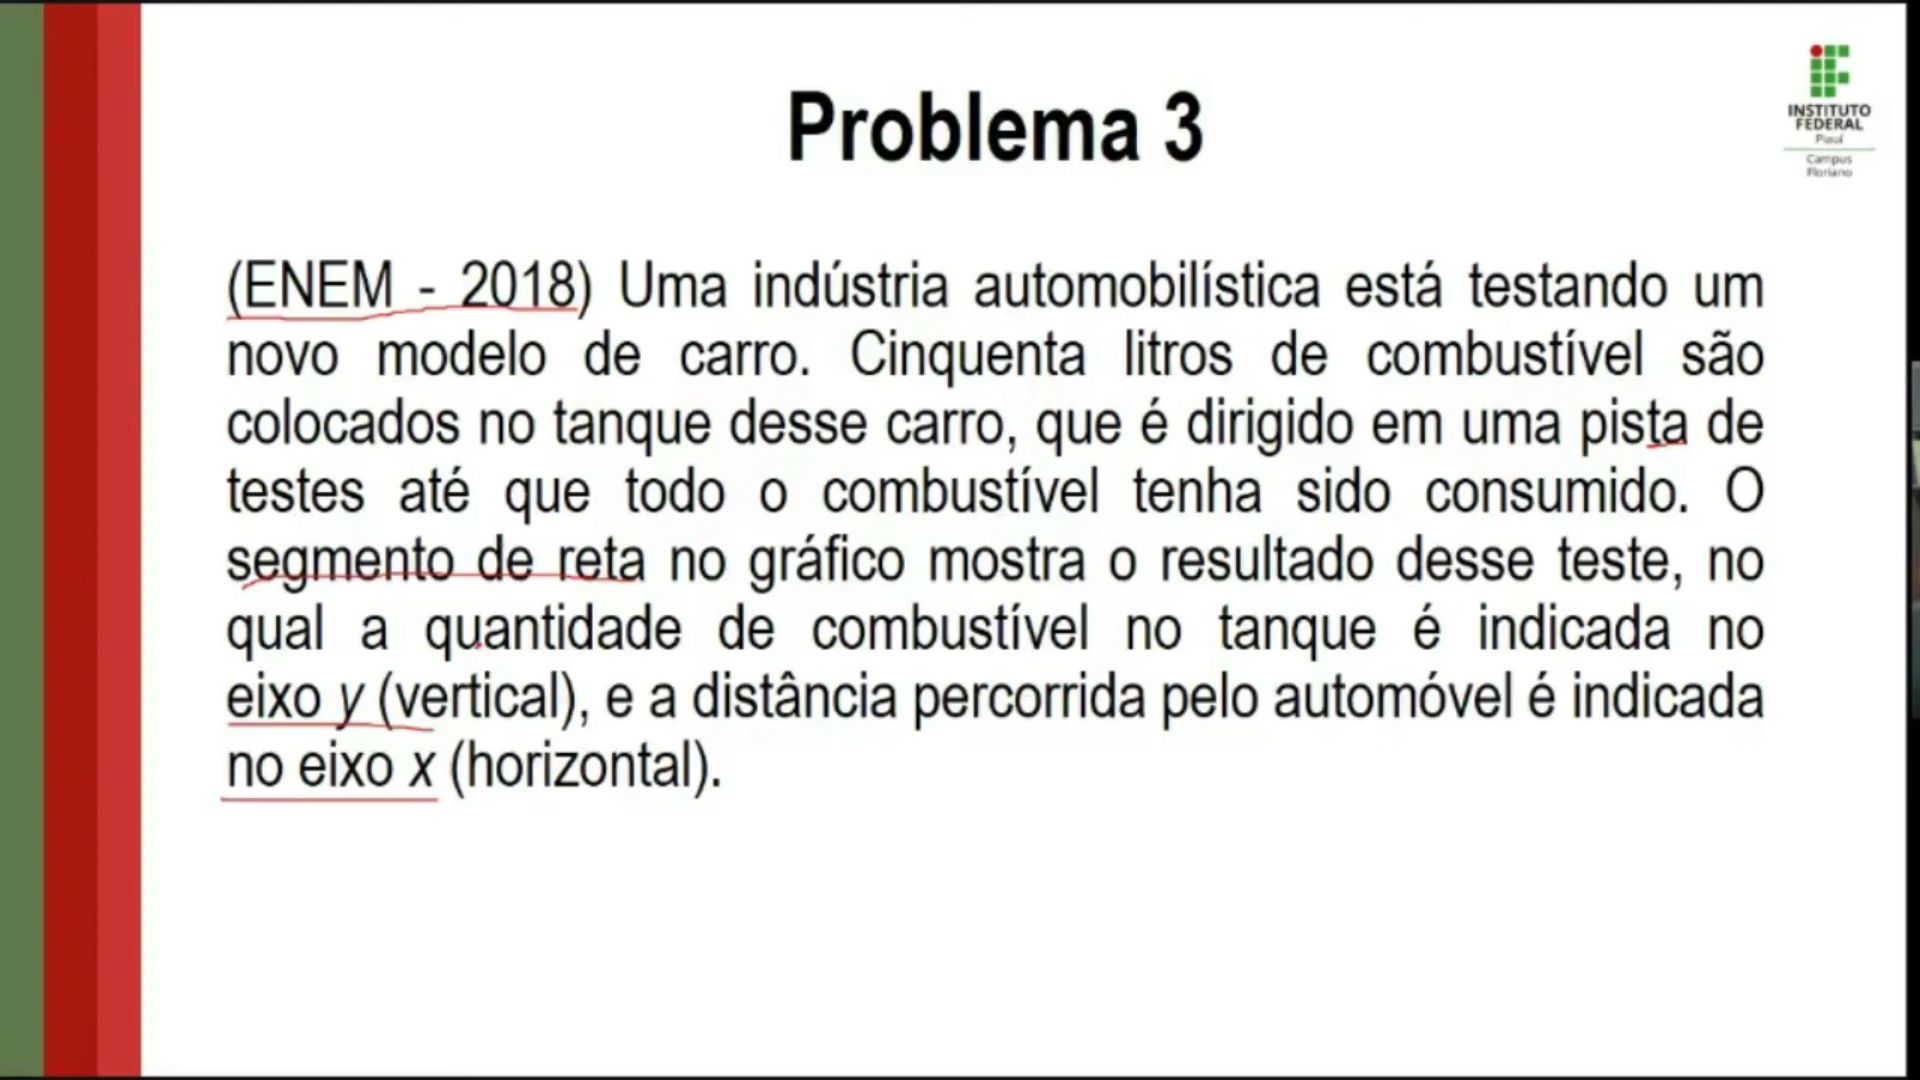 Problema 3
INSTITUTO
FEDERAL
Piauí
Campus
Floriano
(ENEM - 2018) Uma indústria automobilística está testando um
novo modelo de carro. Cinquenta litros de combustível são
colocados no tanque desse carro, que é dirigido em uma pista de
testes até que todo o combustível tenha sido consumido. O
segmento de reta no gráfico mostra o resultado desse teste, no
qual a quantidade de combustível no tanque é indicada no
eixo y (vertical), e a distância percorrida pelo automóvel é indicada
no eixo x (horizontal).